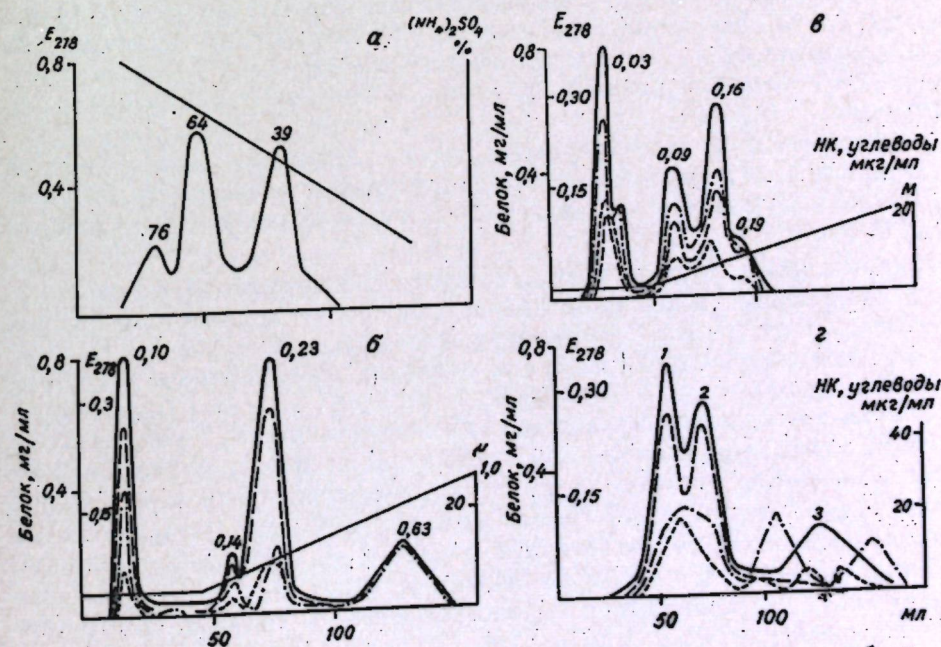 E278
а
(NH4)2SO4
%
0,8
0,4
76
64
39
E278
в
0,8
0,30
0,4
0,15
Белок, мг/мл
0,03
0,09
0,16
0,19
НК, углеводы
мкг/мл
М
20
50
100
0,8
E278
0,3
0,4
Белок, мг/мл
0,10
0,14
0,23
б
0,63
1,0
20
50
100
0,8
E278
0,30
0,4
0,15
Белок, мг/мл
1
2
3
г
НК, углеводы
мкг/мл
40
20
50
100
мл